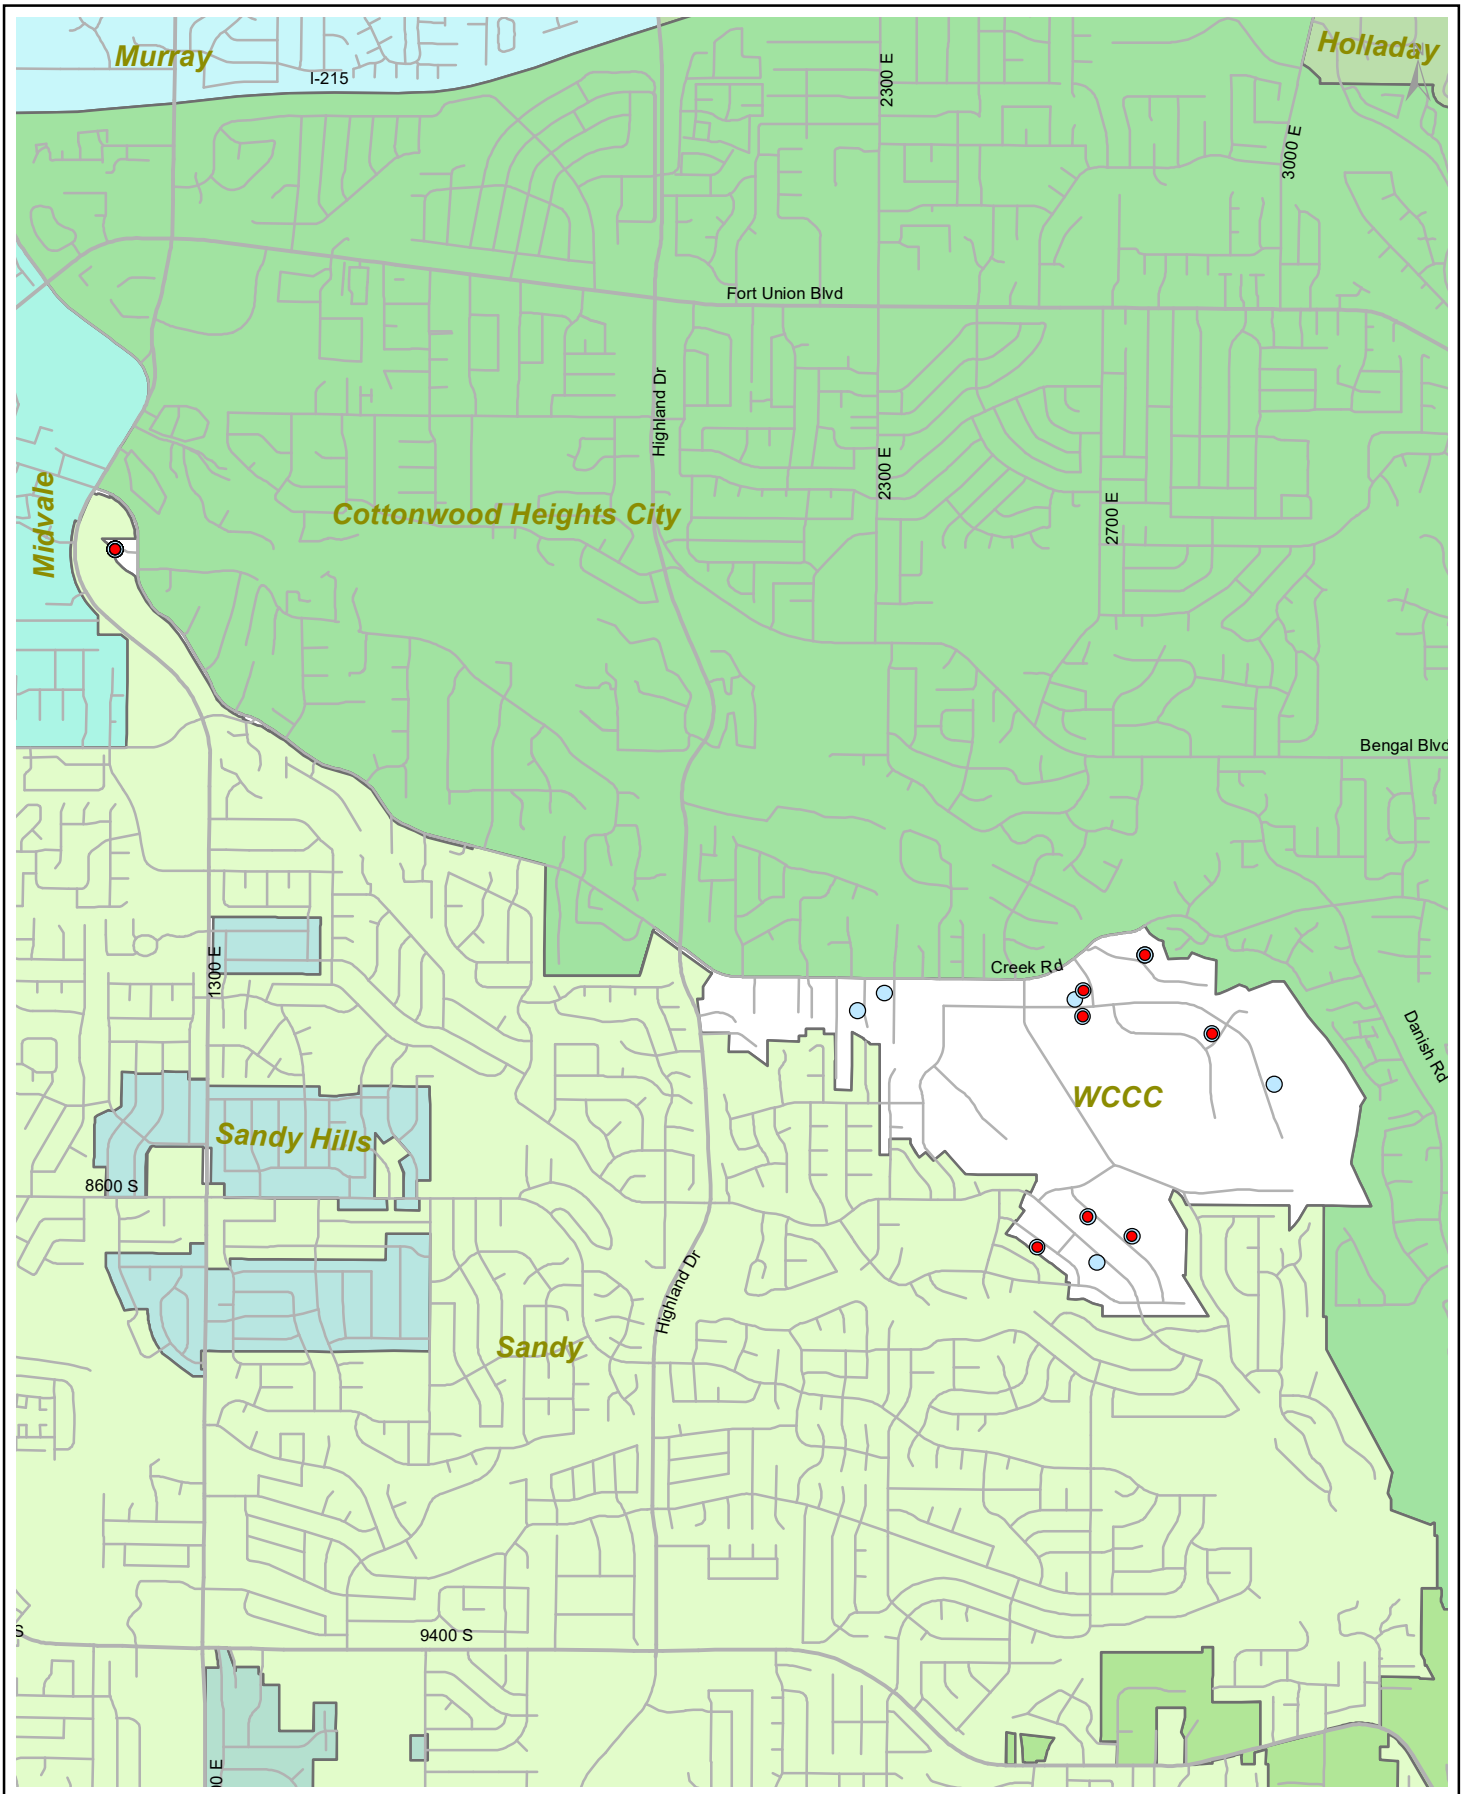 Murray
Holladay
I-215
2300 E
3000 E
Fort Union Blvd
Highland Dr
2300 E
2700 E
Midvale
Cottonwood Heights City
Bengal Blvd
1300 E
Creek Rd
Danish Rd
WCCC
Sandy Hills
8600 S
Highland Dr
Sandy
S
9400 S
00 E